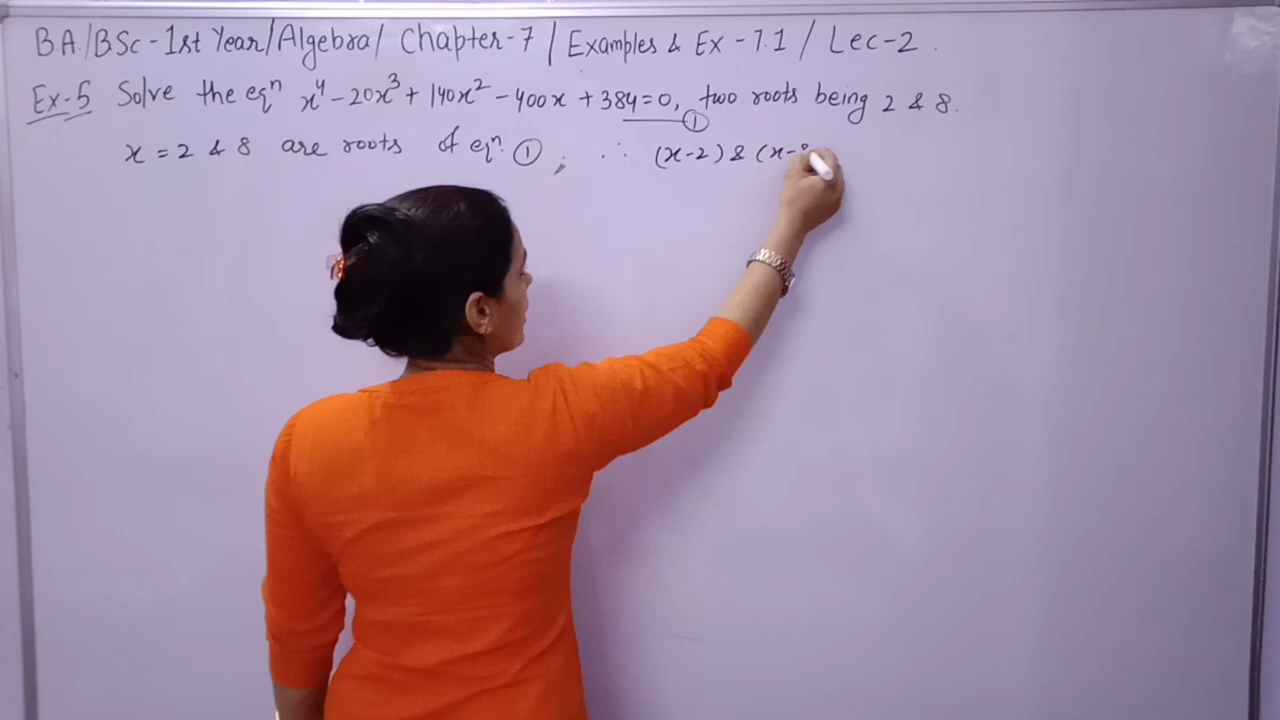 BA/BSc-1st Year/Algebra/ Chapter-7 / Examples & Ex-7.1 / Lec-2.
Ex-5 Solve the eqⁿ x⁴-20x³+140x²-400x+384=0, two roots being 2 & 8.
①
x = 2 & 8 are roots of eqⁿ ①, ∴ (x-2) & (x-8